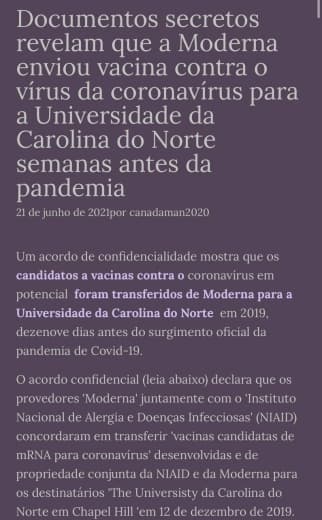 Documentos secretos
revelam que a Moderna
enviou vacina contra o
vírus da coronavírus para
a Universidade da
Carolina do Norte
semanas antes da
pandemia
21 de junho de 2021por canadaman2020
Um acordo de confidencialidade mostra que os
candidatos a vacinas contra o coronavírus em
potencial foram transferidos de Moderna para a
Universidade da Carolina do Norte em 2019,
dezenove dias antes do surgimento oficial da
pandemia de Covid-19.
O acordo confidencial (leia abaixo) declara que os
provedores 'Moderna' juntamente com o 'Instituto
Nacional de Alergia e Doenças Infecciosas' (NIAID)
concordaram em transferir 'vacinas candidatas de
mRNA para coronavírus' desenvolvidas e de
propriedade conjunta da NIAID e da Moderna para
os destinatários 'The Universisty da Carolina do
Norte em Chapel Hill 'em 12 de dezembro de 2019.